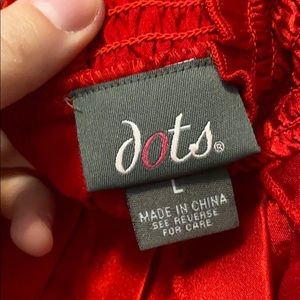 dots®
L
MADE IN CHINA
SEE REVERSE
FOR CARE